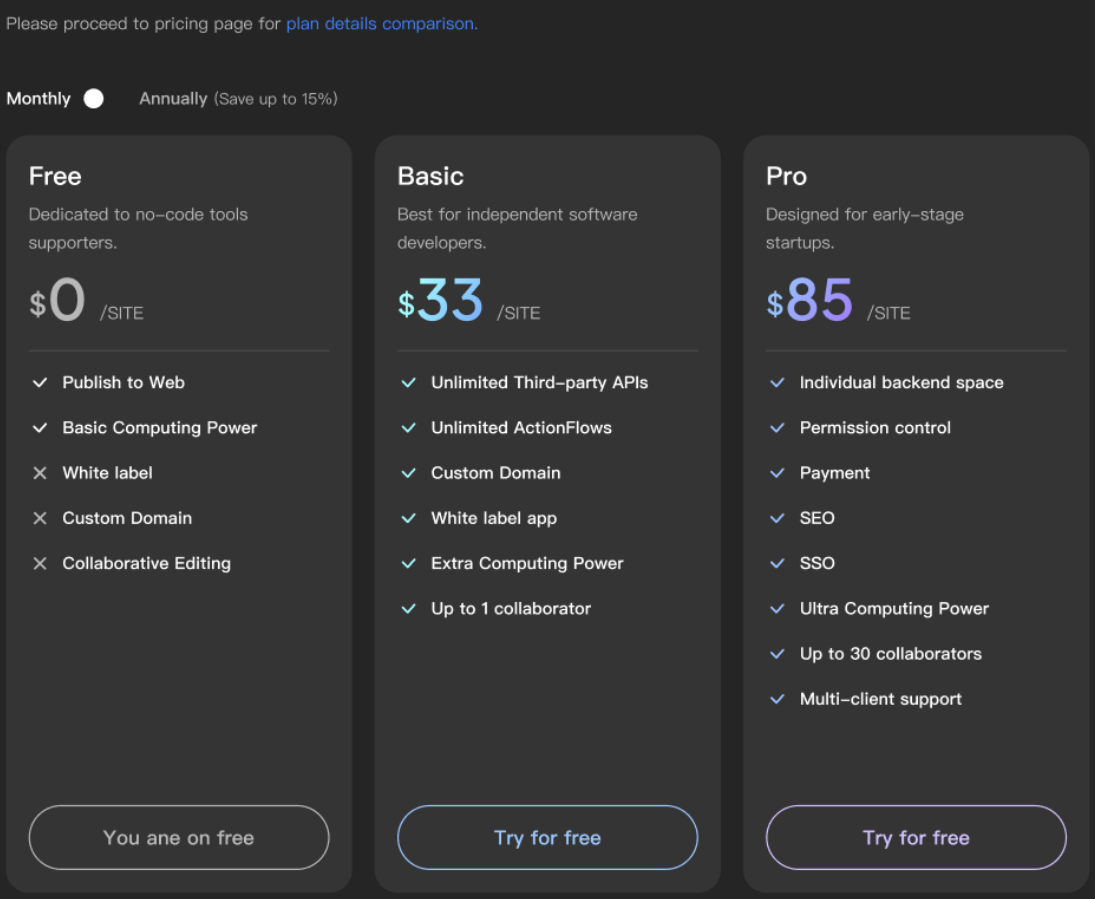 Please proceed to pricing page for plan details comparison.
Monthly
Annually (Save up to 15%)
Free
Dedicated to no-code tools
supporters.
$0 /SITE
Publish to Web
Basic Computing Power
White label
Custom Domain
Collaborative Editing
You ane on free
Basic
Best for independent software
developers.
$33 /SITE
Unlimited Third-party APIs
Unlimited ActionFlows
Custom Domain
White label app
Extra Computing Power
Up to 1 collaborator
Try for free
Pro
Designed for early-stage
startups.
$85 /SITE
Individual backend space
Permission control
Payment
SEO
SSO
Ultra Computing Power
Up to 30 collaborators
Multi-client support
Try for free